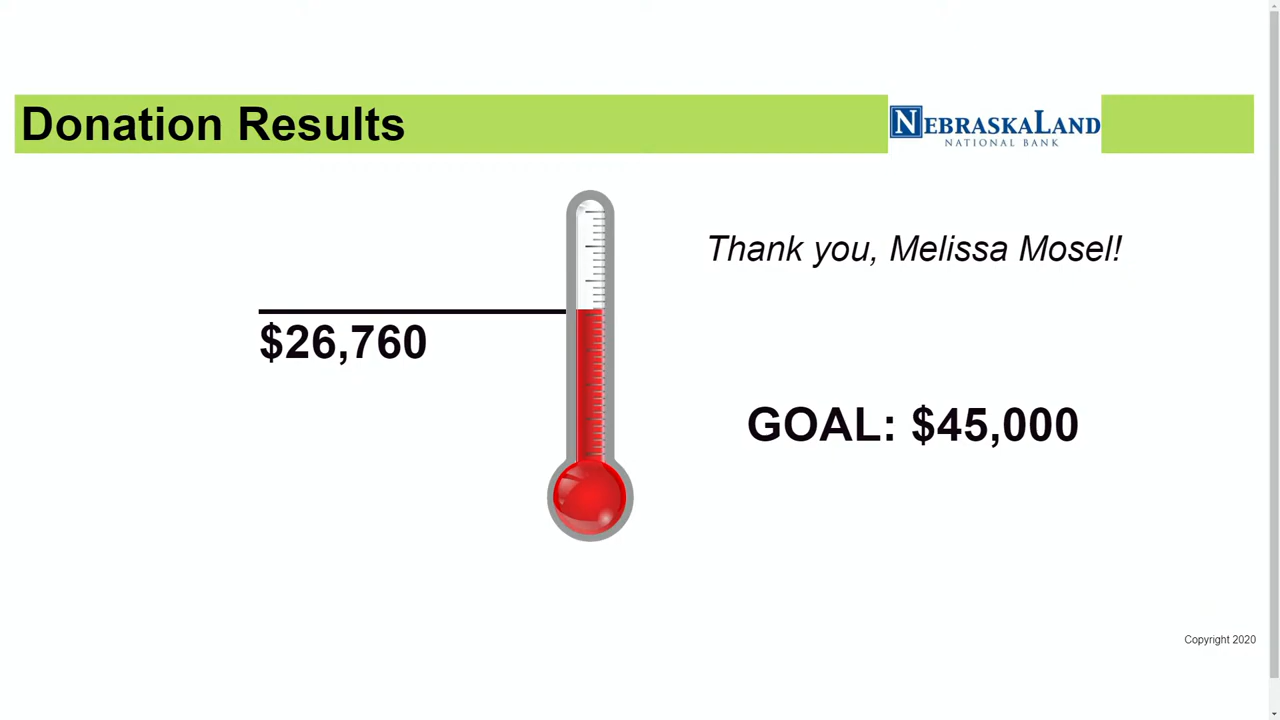 Donation Results
NEBRASKALAND
NATIONAL BANK
Thank you, Melissa Mosel!
$26,760
GOAL: $45,000
Copyright 2020